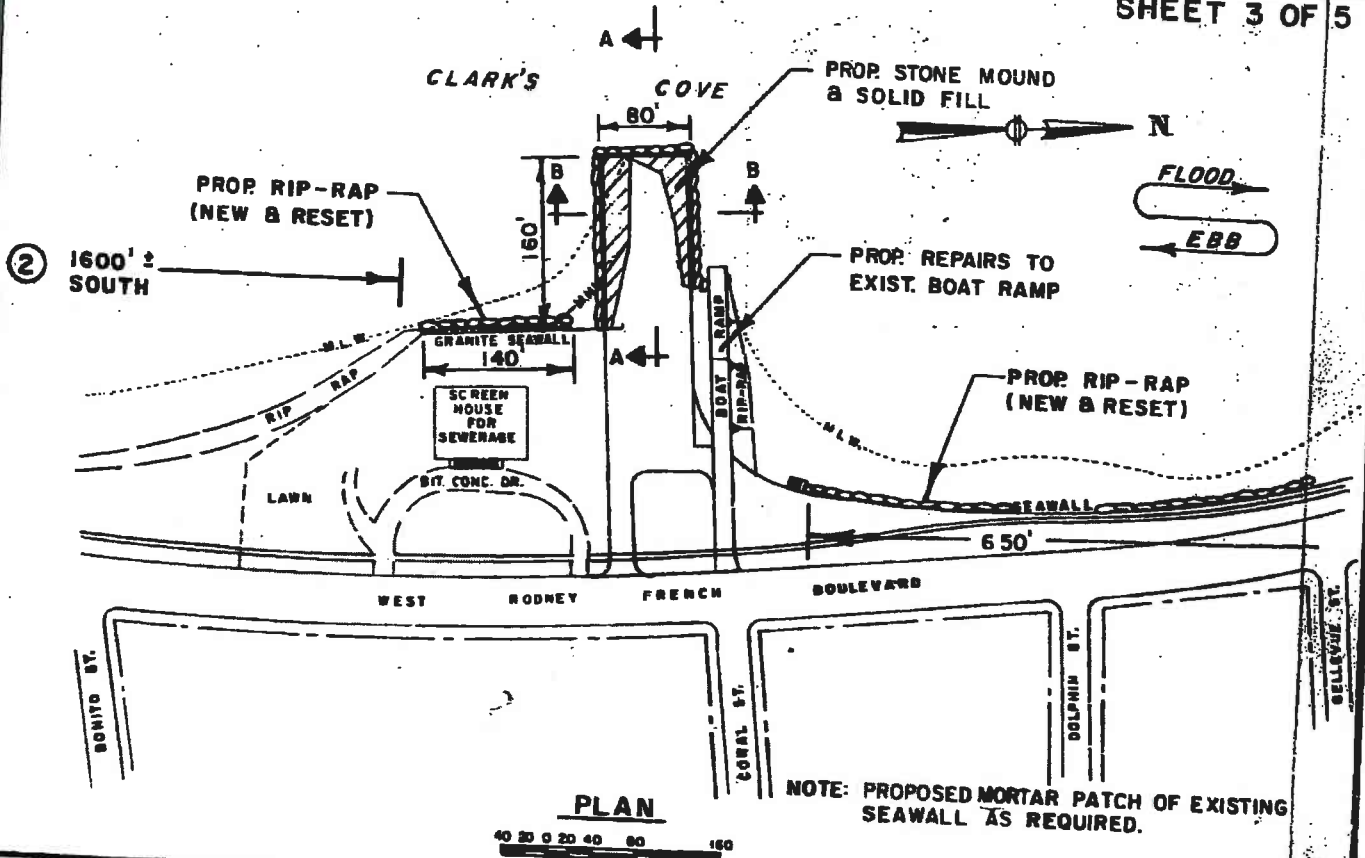 SHEET 3 OF 5
A
CLARK'S COVE
80'
PROP. STONE MOUND
& SOLID FILL
N
PROP. RIP-RAP
(NEW & RESET)
B
B
FLOOD
EBB
160'
② 1600' ±
SOUTH
PROP. REPAIRS TO
EXIST. BOAT RAMP
M.L.W.
GRANITE SEAWALL
140'
A
BOAT RAMP
RIP-RAP
PROP. RIP-RAP
(NEW & RESET)
RIP RAP
SCREEN
HOUSE
FOR
SEWERAGE
M.L.W.
LAWN
BIT. CONC. DR.
SEAWALL
650'
WEST RODNEY FRENCH BOULEVARD
BONITO ST.
CORAL ST.
DOLPHIN ST.
BELLEVUE ST.
NOTE: PROPOSED MORTAR PATCH OF EXISTING
SEAWALL AS REQUIRED.
PLAN
40 20 0 20 40 80 160